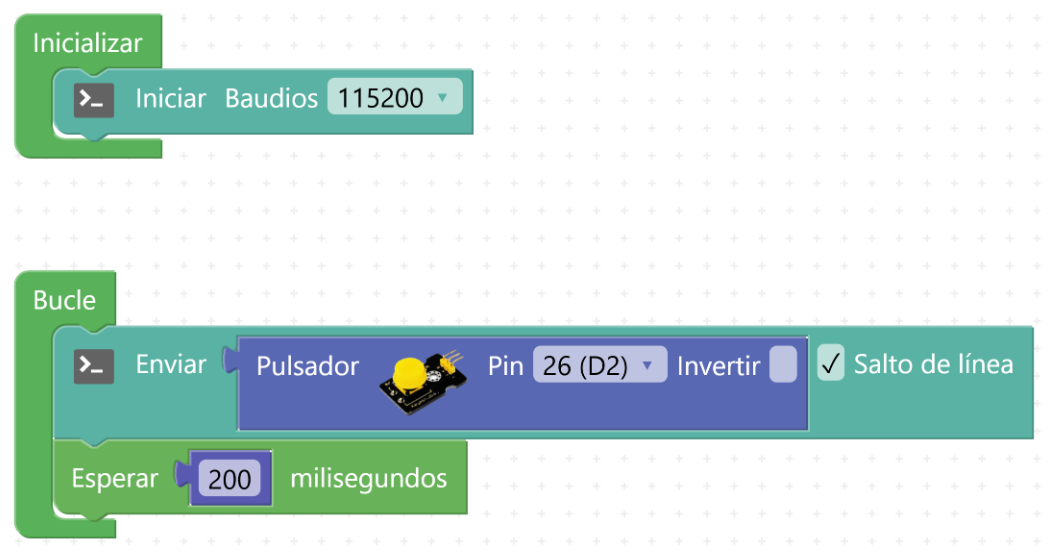 Inicializar
>_ Iniciar Baudios 115200
Bucle
>_ Enviar Pulsador Pin 26 (D2) Invertir ✓ Salto de línea
Esperar 200 milisegundos